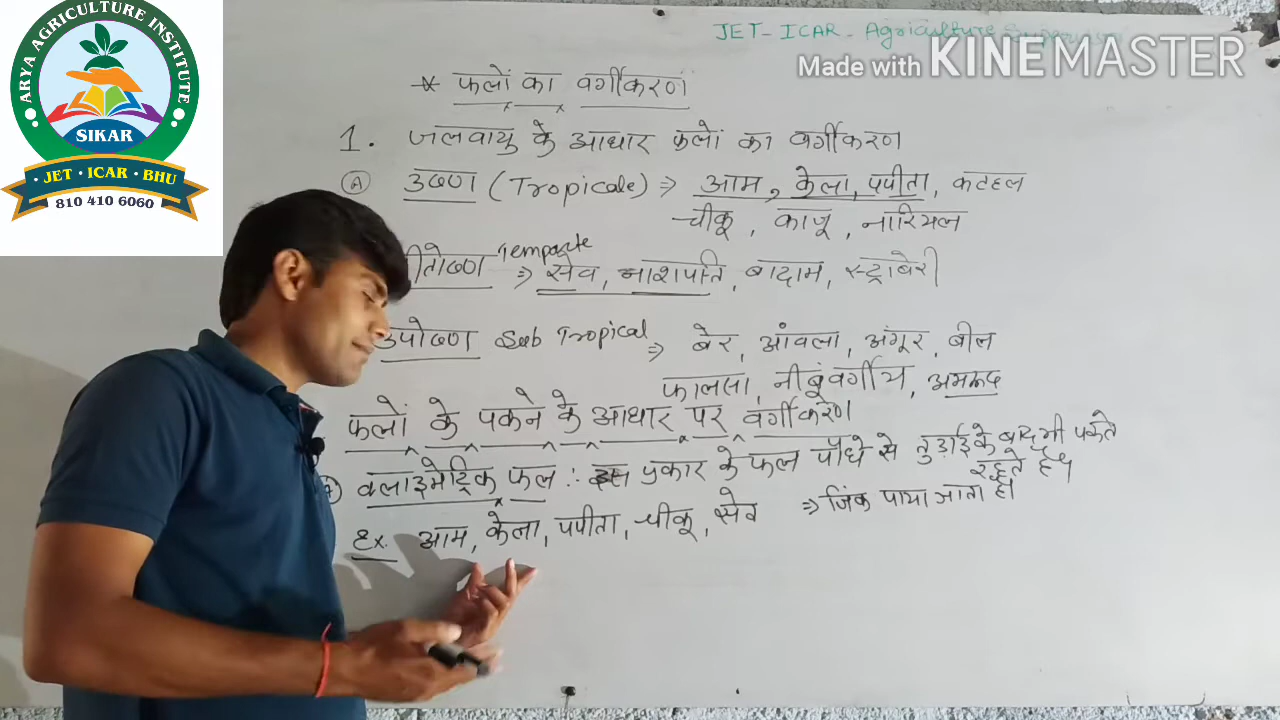 ARYA AGRICULTURE INSTITUTE
SIKAR
· JET · ICAR · BHU ·
810 410 6060
JET-ICAR- Agriculture
Made with KINEMASTER
* फलों का वर्गीकरण
1. जलवायु के आधार फलों का वर्गीकरण
A उष्ण (Tropicale) ⇒ आम, केला, पपीता, कटहल
चीकू, काजू, नारियल
शीतोष्ण Temparte ⇒ सेव, नाशपति, बादाम, स्ट्राबेरी
उपोष्ण Sub Tropical ⇒ बेर, आंवला, अंगूर, बील
फालसा, नीबूंवर्गीय, अमरूद
फलों के पकने के आधार पर वर्गीकरण
A क्लाइमेट्रिक फल :- इस प्रकार के फल पौधे से तुड़ाई के बाद भी पकते
रहते है।
Ex. आम, केला, पपीता, चीकू, सेव ⇒ जिंक पाया जाता है।